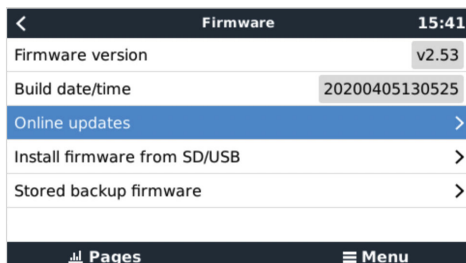 Firmware 15:41
Firmware version v2.53
Build date/time 20200405130525
Online updates
Install firmware from SD/USB
Stored backup firmware
Pages Menu